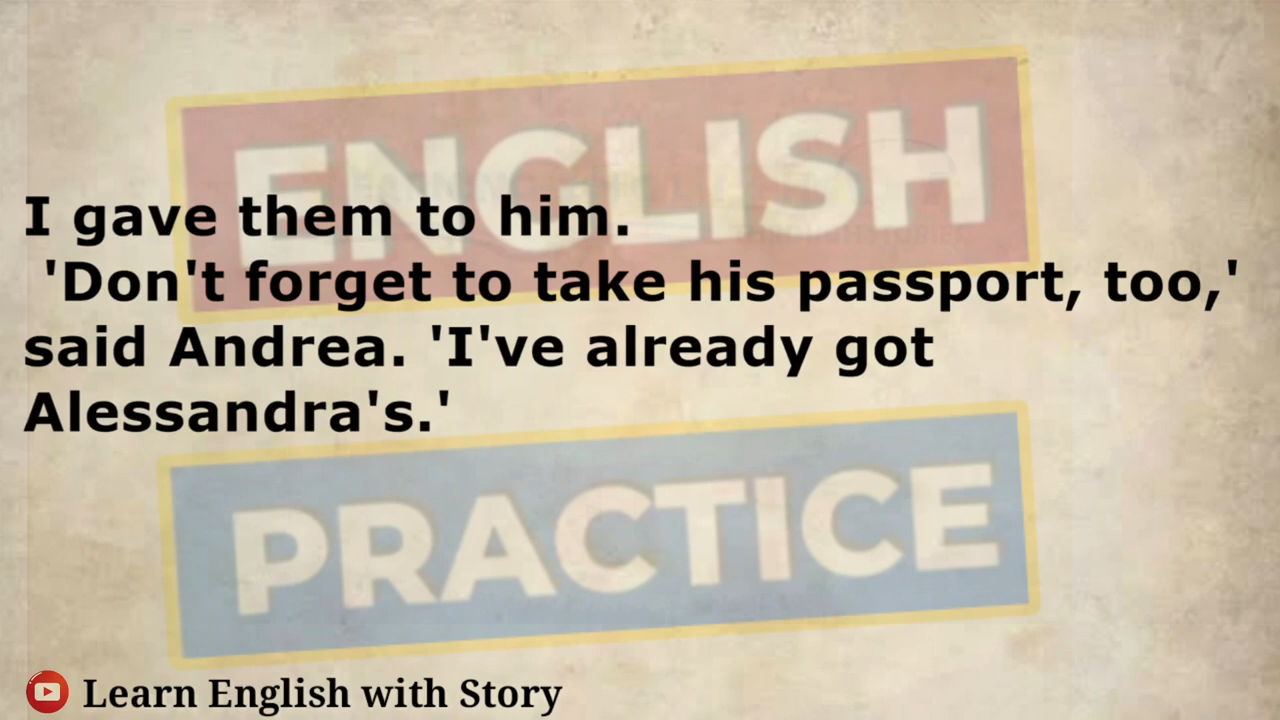 ENGLISH
I gave them to him.
'Don't forget to take his passport, too,'
said Andrea. 'I've already got
Alessandra's.'
PRACTICE
Learn English with Story